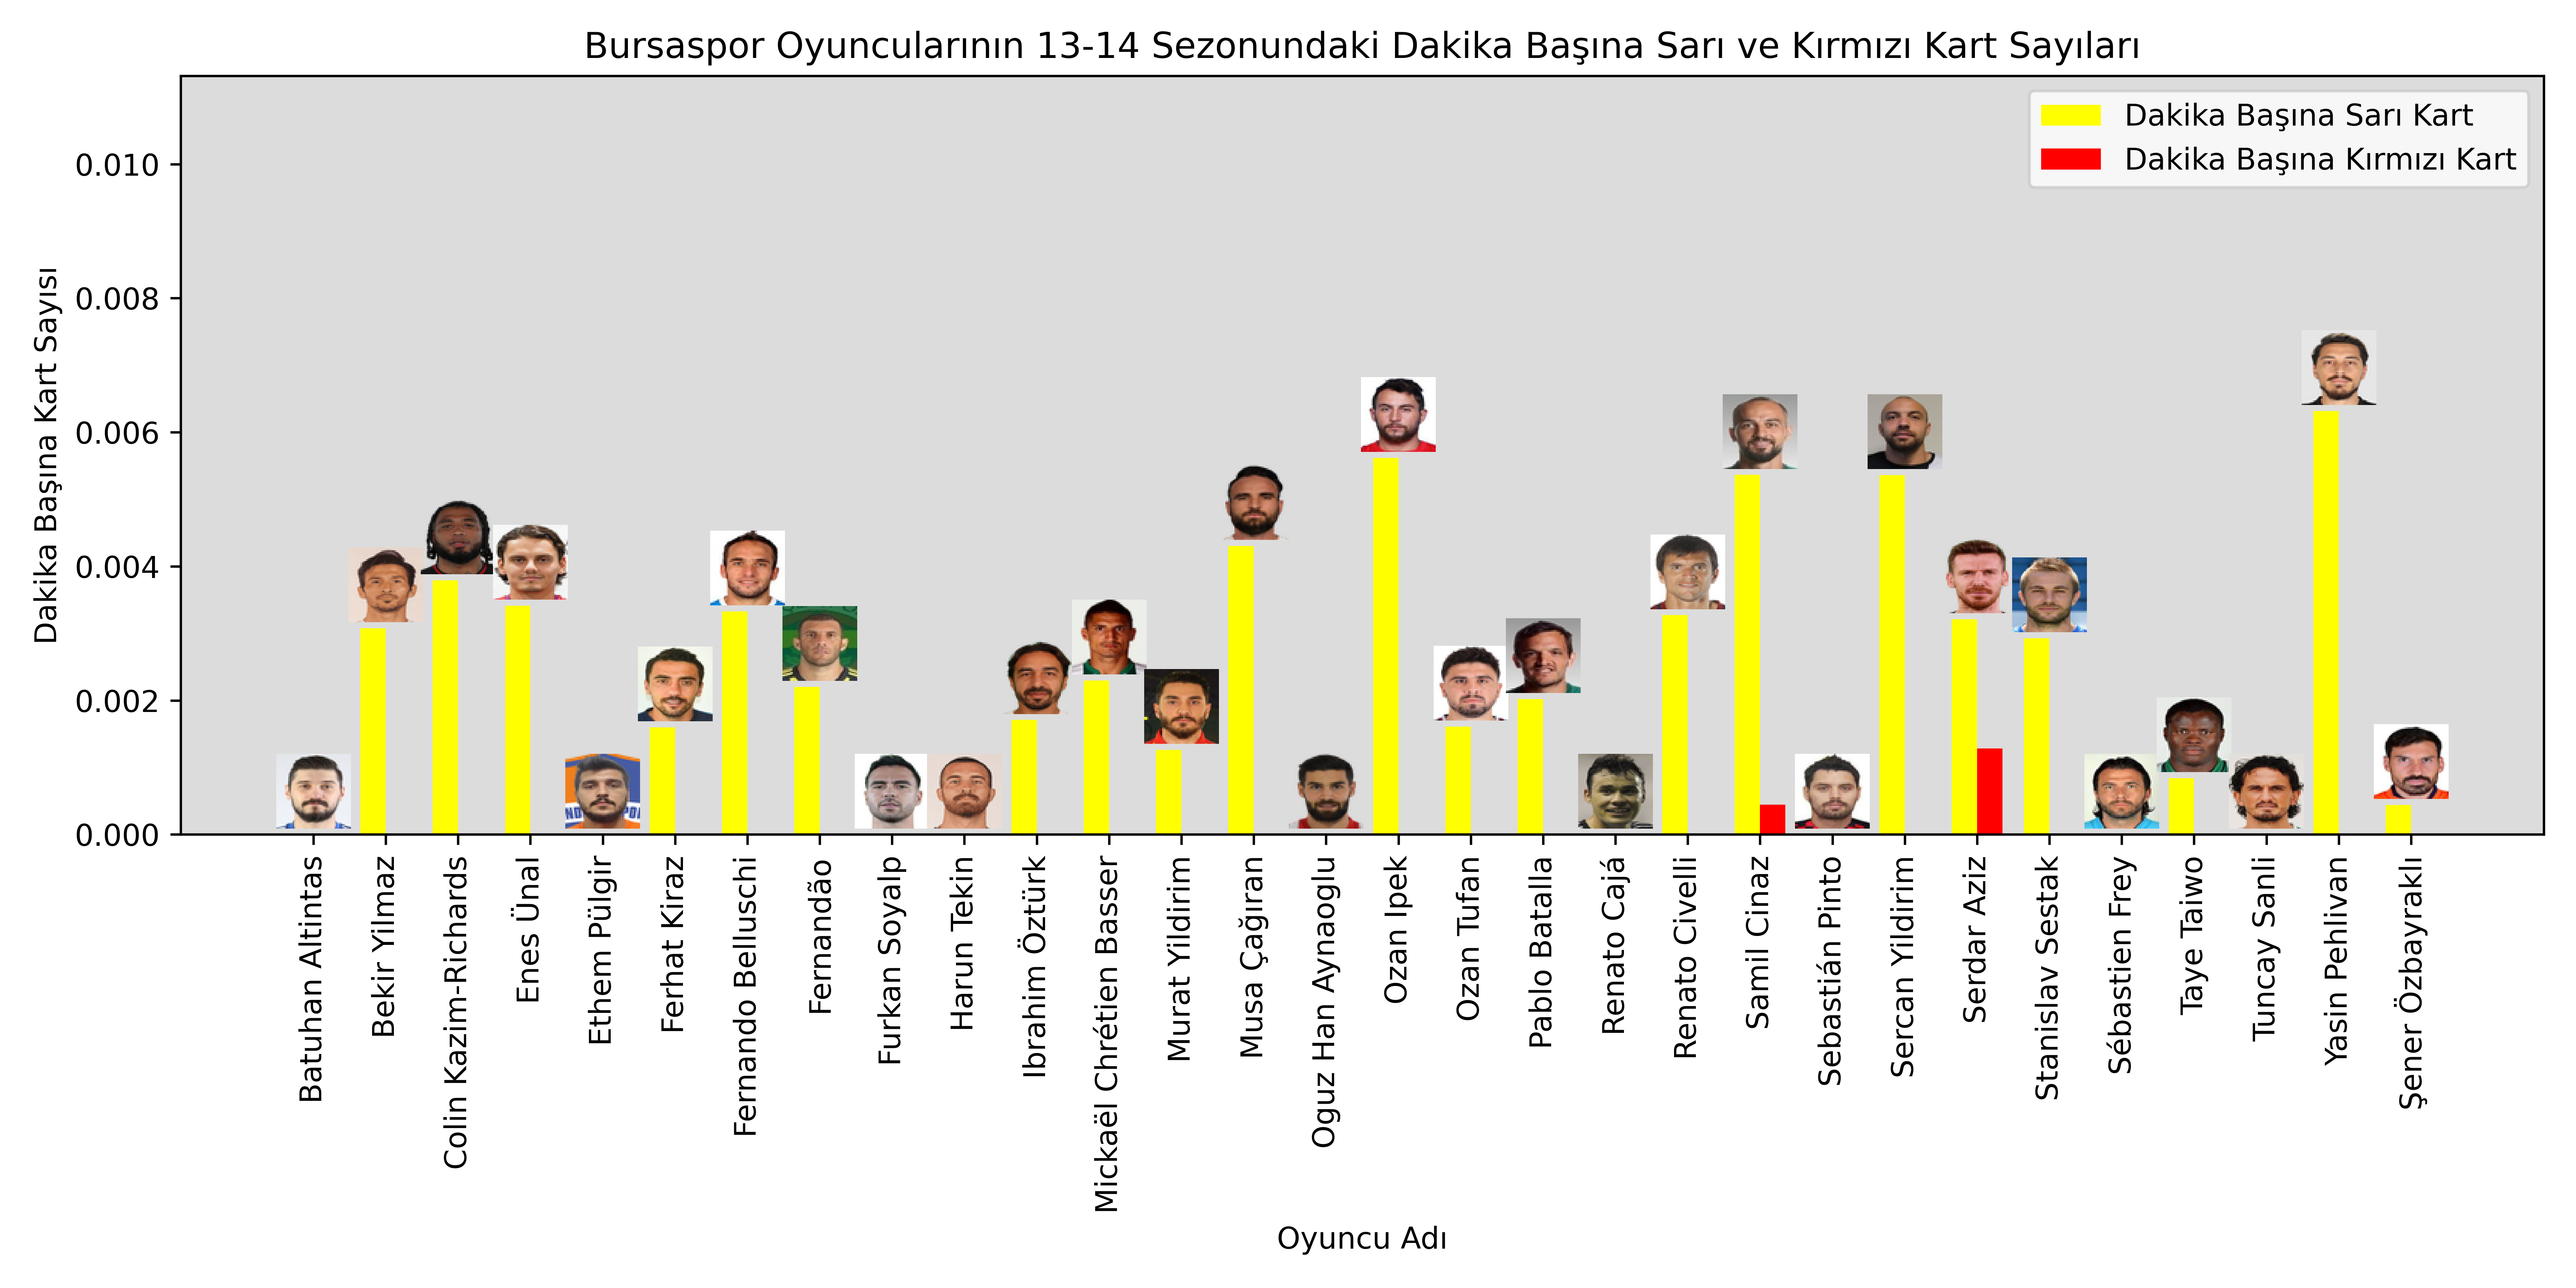 Bursaspor Oyuncularının 13-14 Sezonundaki Dakika Başına Sarı ve Kırmızı Kart Sayıları
Dakika Başına Sarı Kart
Dakika Başına Kırmızı Kart
Dakika Başına Kart Sayısı
0.010
0.008
0.006
0.004
0.002
0.000
Batuhan Altintas
Bekir Yilmaz
Colin Kazim-Richards
Enes Ünal
Ethem Pülgir
Ferhat Kiraz
Fernando Belluschi
Fernandão
Furkan Soyalp
Harun Tekin
Ibrahim Öztürk
Mickaël Chrétien Basser
Murat Yildirim
Musa Çağıran
Oguz Han Aynaoglu
Ozan Ipek
Ozan Tufan
Pablo Batalla
Renato Cajá
Renato Civelli
Samil Cinaz
Sebastián Pinto
Sercan Yildirim
Serdar Aziz
Stanislav Sestak
Sébastien Frey
Taye Taiwo
Tuncay Sanli
Yasin Pehlivan
Şener Özbayraklı
Oyuncu Adı